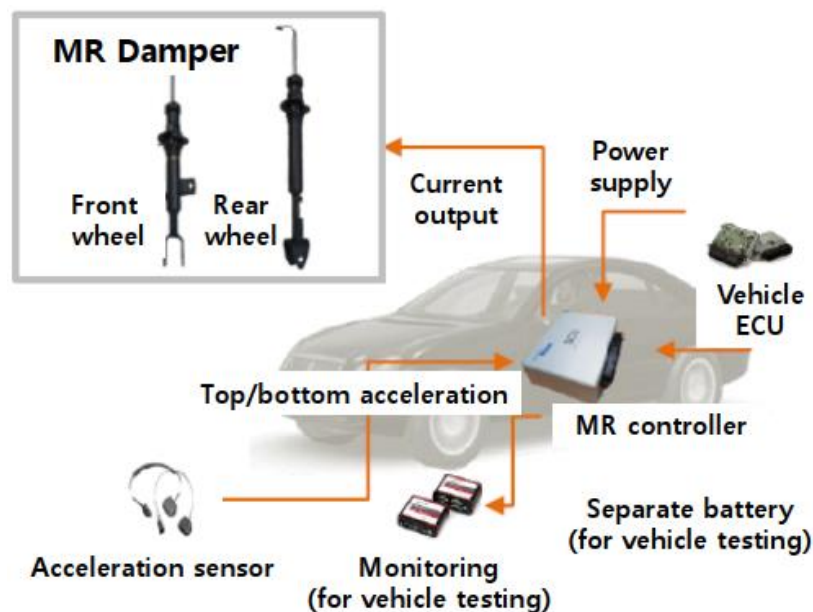 MR Damper
Front
wheel
Rear
wheel
Current
output
Power
supply
Vehicle
ECU
Top/bottom acceleration
MR controller
Acceleration sensor
Monitoring
(for vehicle testing)
Separate battery
(for vehicle testing)